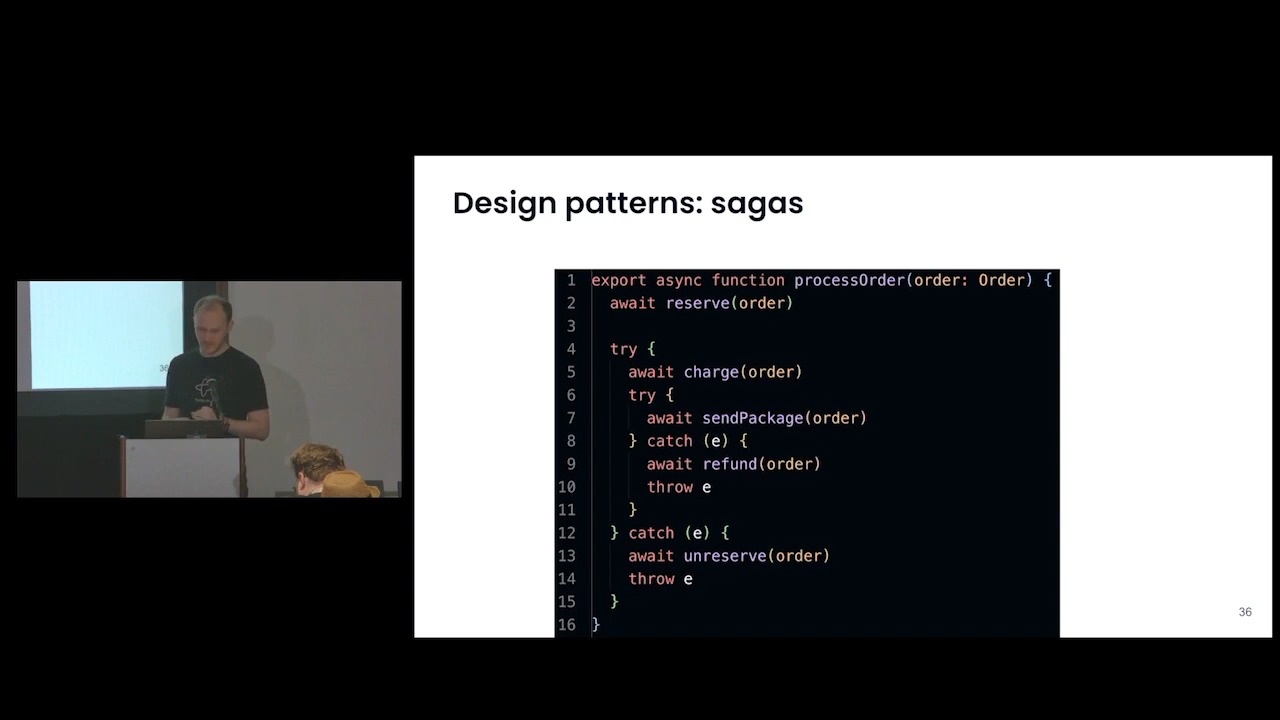 Design patterns: sagas
1 export async function processOrder(order: Order) {
2 await reserve(order)
3
4 try {
5 await charge(order)
6 try {
7 await sendPackage(order)
8 } catch (e) {
9 await refund(order)
10 throw e
11 }
12 } catch (e) {
13 await unreserve(order)
14 throw e
15 }
16 }
36
36